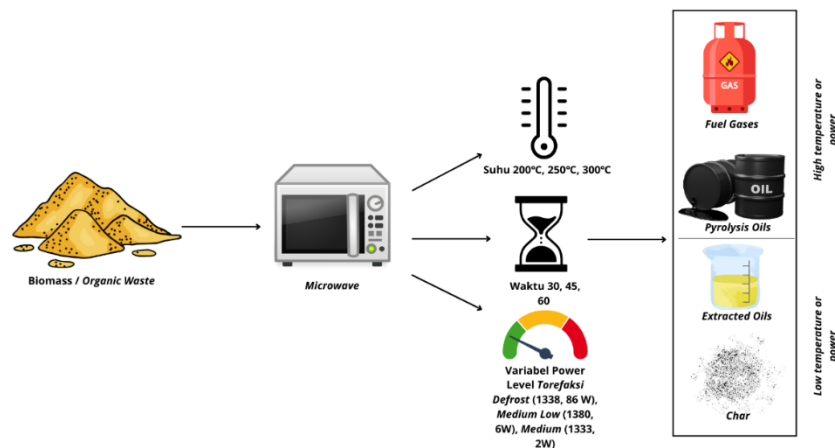 Biomass / Organic Waste
Microwave
Suhu 200°C, 250°C, 300°C
Waktu 30, 45,
60
Variabel Power
Level Torefaksi
Defrost (1338, 86 W),
Medium Low (1380,
6W), Medium (1333,
2W)
GAS
Fuel Gases
OIL
Pyrolysis Oils
Extracted Oils
Char
High temperature or
power
Low temperature or
power